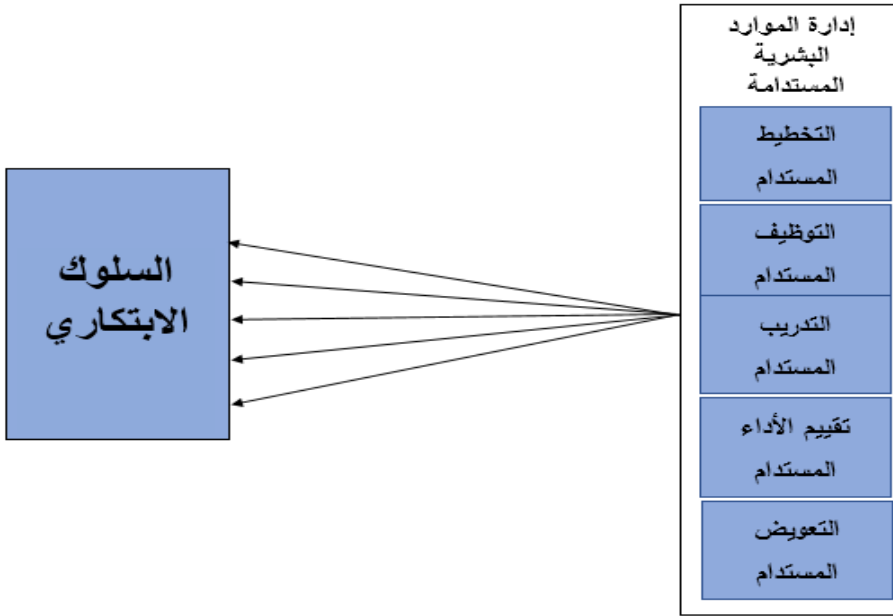 إدارة الموارد
البشرية
المستدامة
التخطيط
المستدام
التوظيف
المستدام
التدريب
المستدام
تقييم الأداء
المستدام
التعويض
المستدام
السلوك
الابتكاري